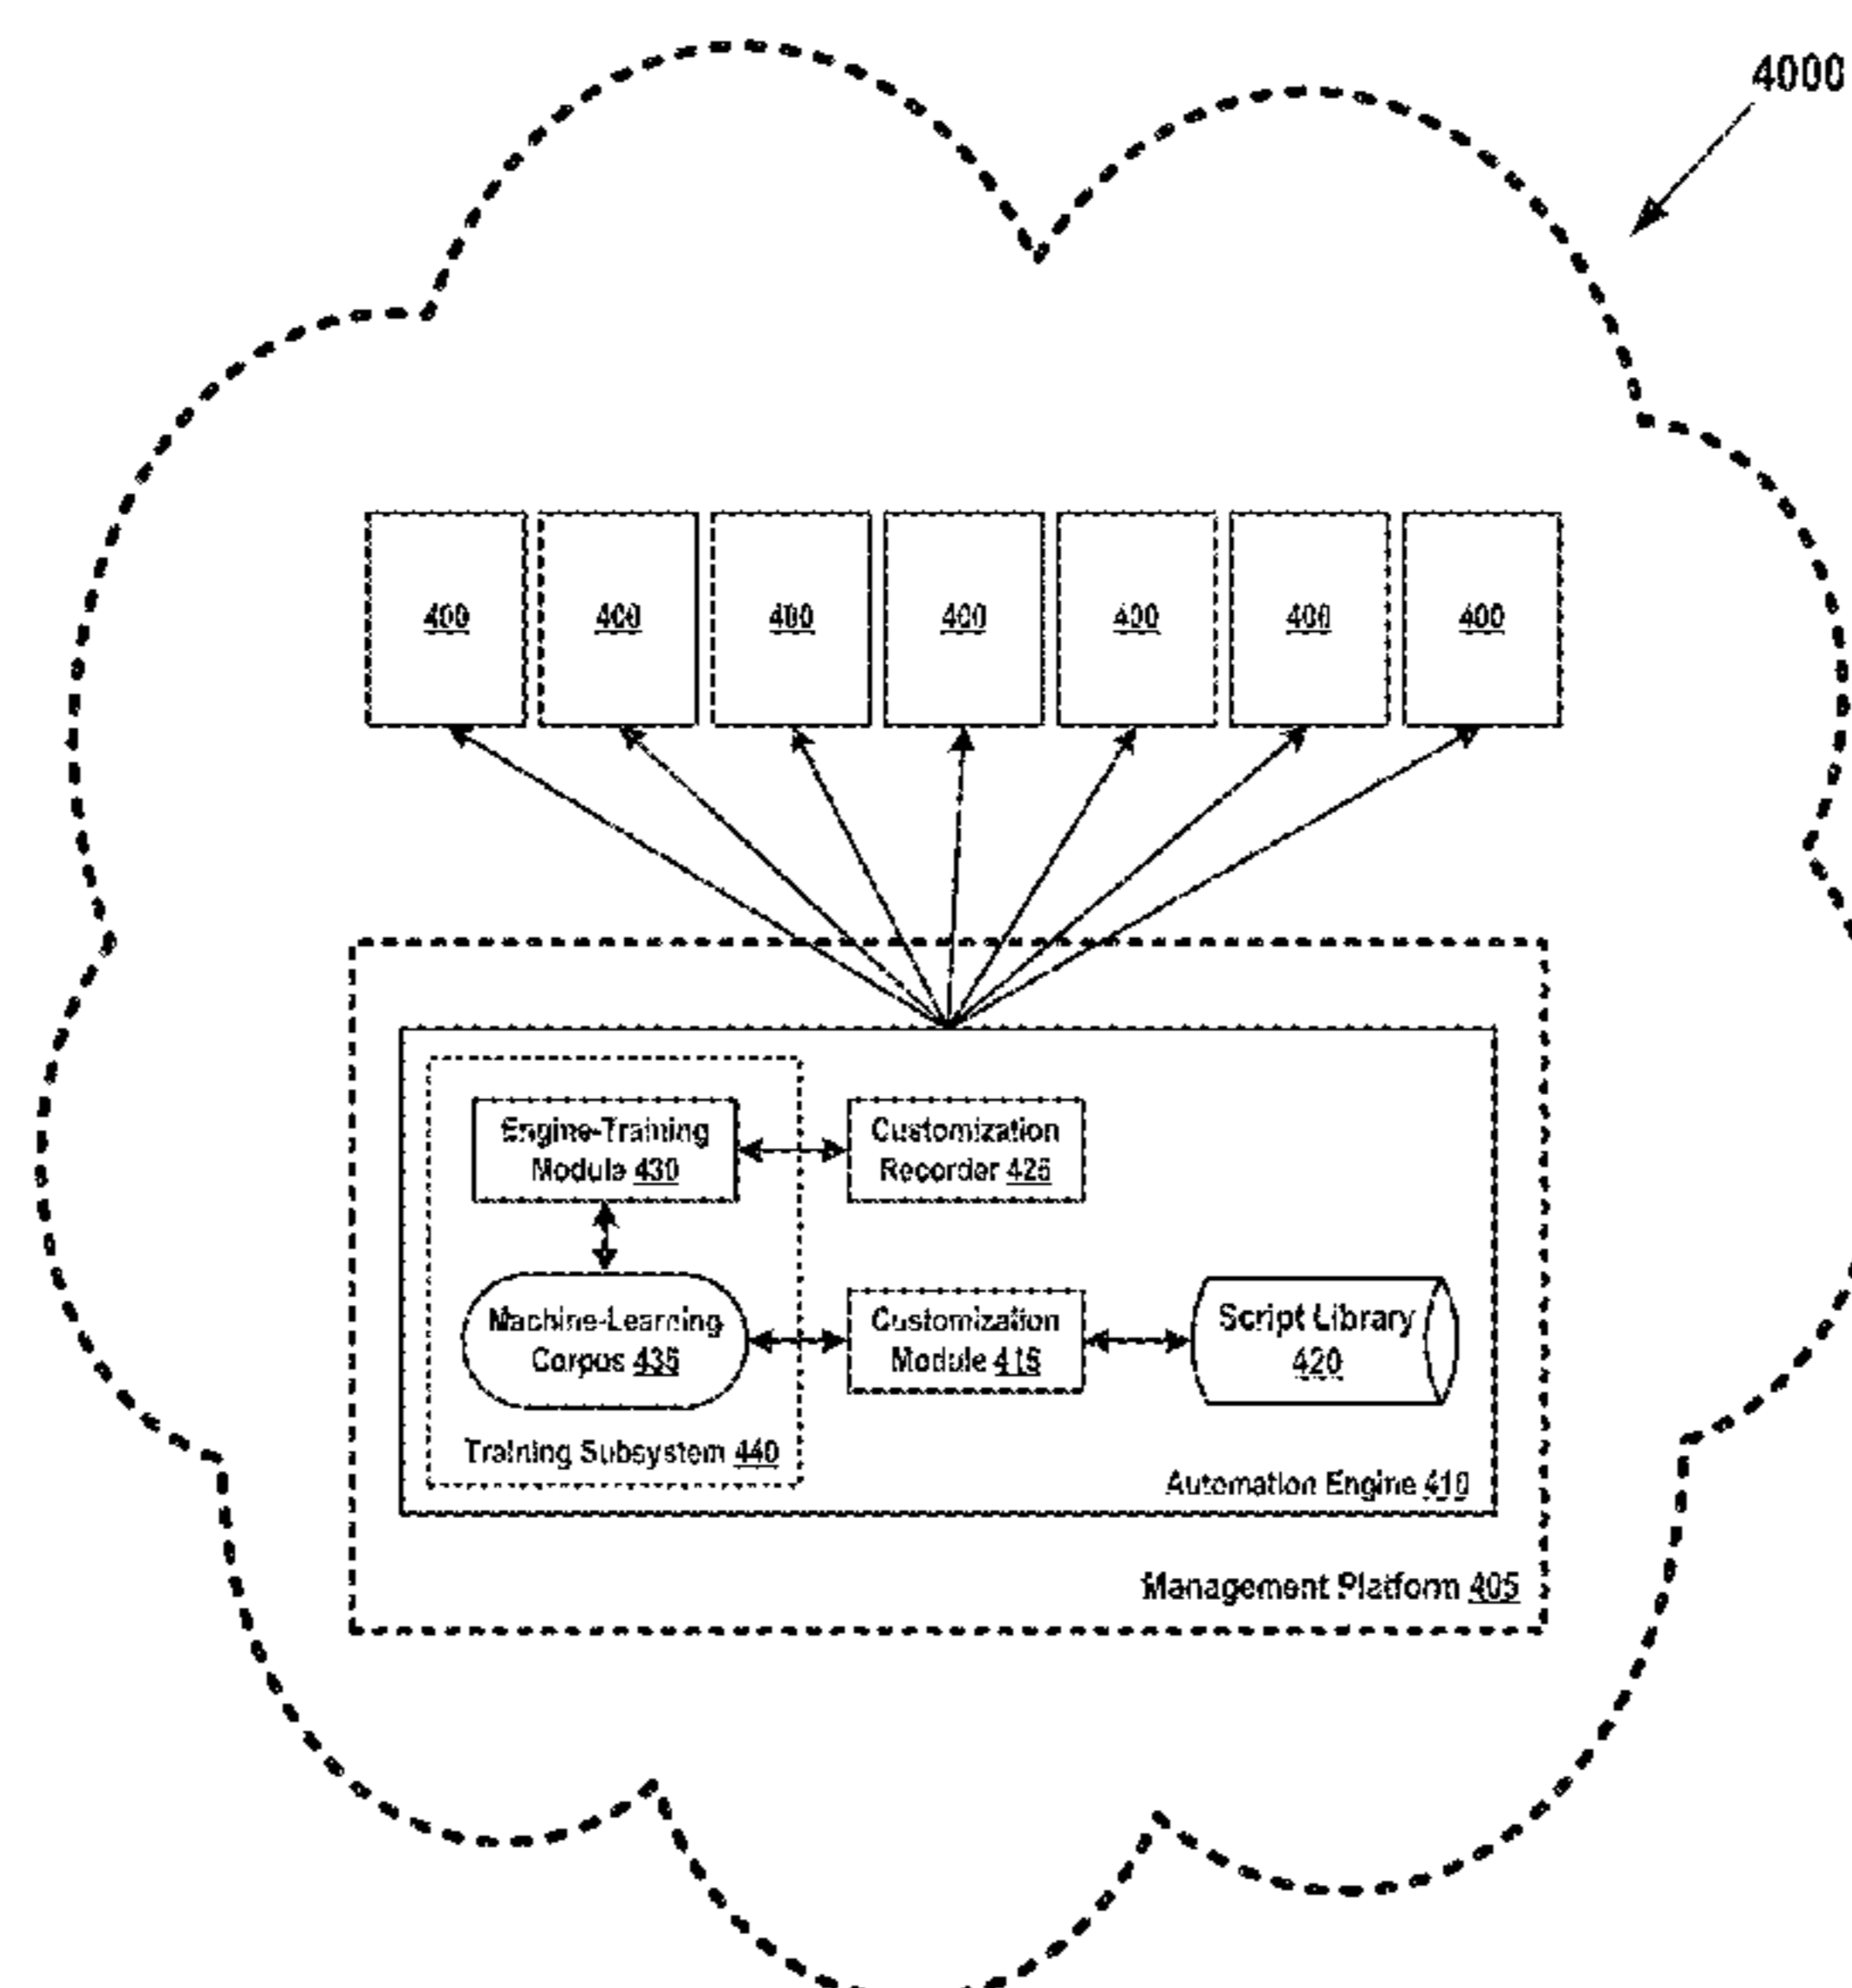 4000
400 400 400 400 400 400 400
Engine-Training
Module 430
Customization
Recorder 425
Machine-Learning
Corpus 435
Customization
Module 415
Script Library
420
Training Subsystem 440
Automation Engine 410
Management Platform 405